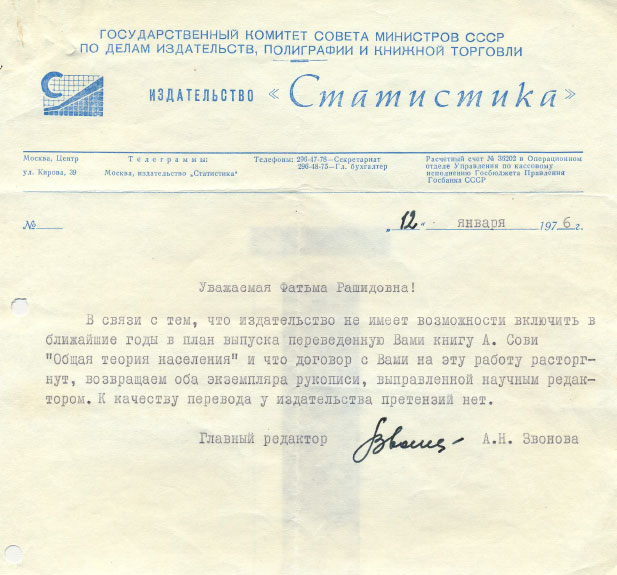 ГОСУДАРСТВЕННЫЙ КОМИТЕТ СОВЕТА МИНИСТРОВ СССР
ПО ДЕЛАМ ИЗДАТЕЛЬСТВ, ПОЛИГРАФИИ И КНИЖНОЙ ТОРГОВЛИ
ИЗДАТЕЛЬСТВО «Статистика»
Москва, Центр
ул. Кирова, 39
Телеграммы:
Москва, издательство „Статистика“
Телефоны: 296-47-78—Секретариат
296-48-75—Гл. бухгалтер
Расчетный счет № 36202 в Операционном
отделе Управления по кассовому
исполнению Госбюджета Правления
Госбанка СССР
№
„12“ января 1976 г.
Уважаемая Фатьма Рашидовна!
В связи с тем, что издательство не имеет возможности включить в
ближайшие годы в план выпуска переведенную Вами книгу А. Сови
"Общая теория населения" и что договор с Вами на эту работу расторг-
нут, возвращаем оба экземпляра рукописи, выправленной научным редак-
тором. К качеству перевода у издательства претензий нет.
Главный редактор А.Н. Звонова